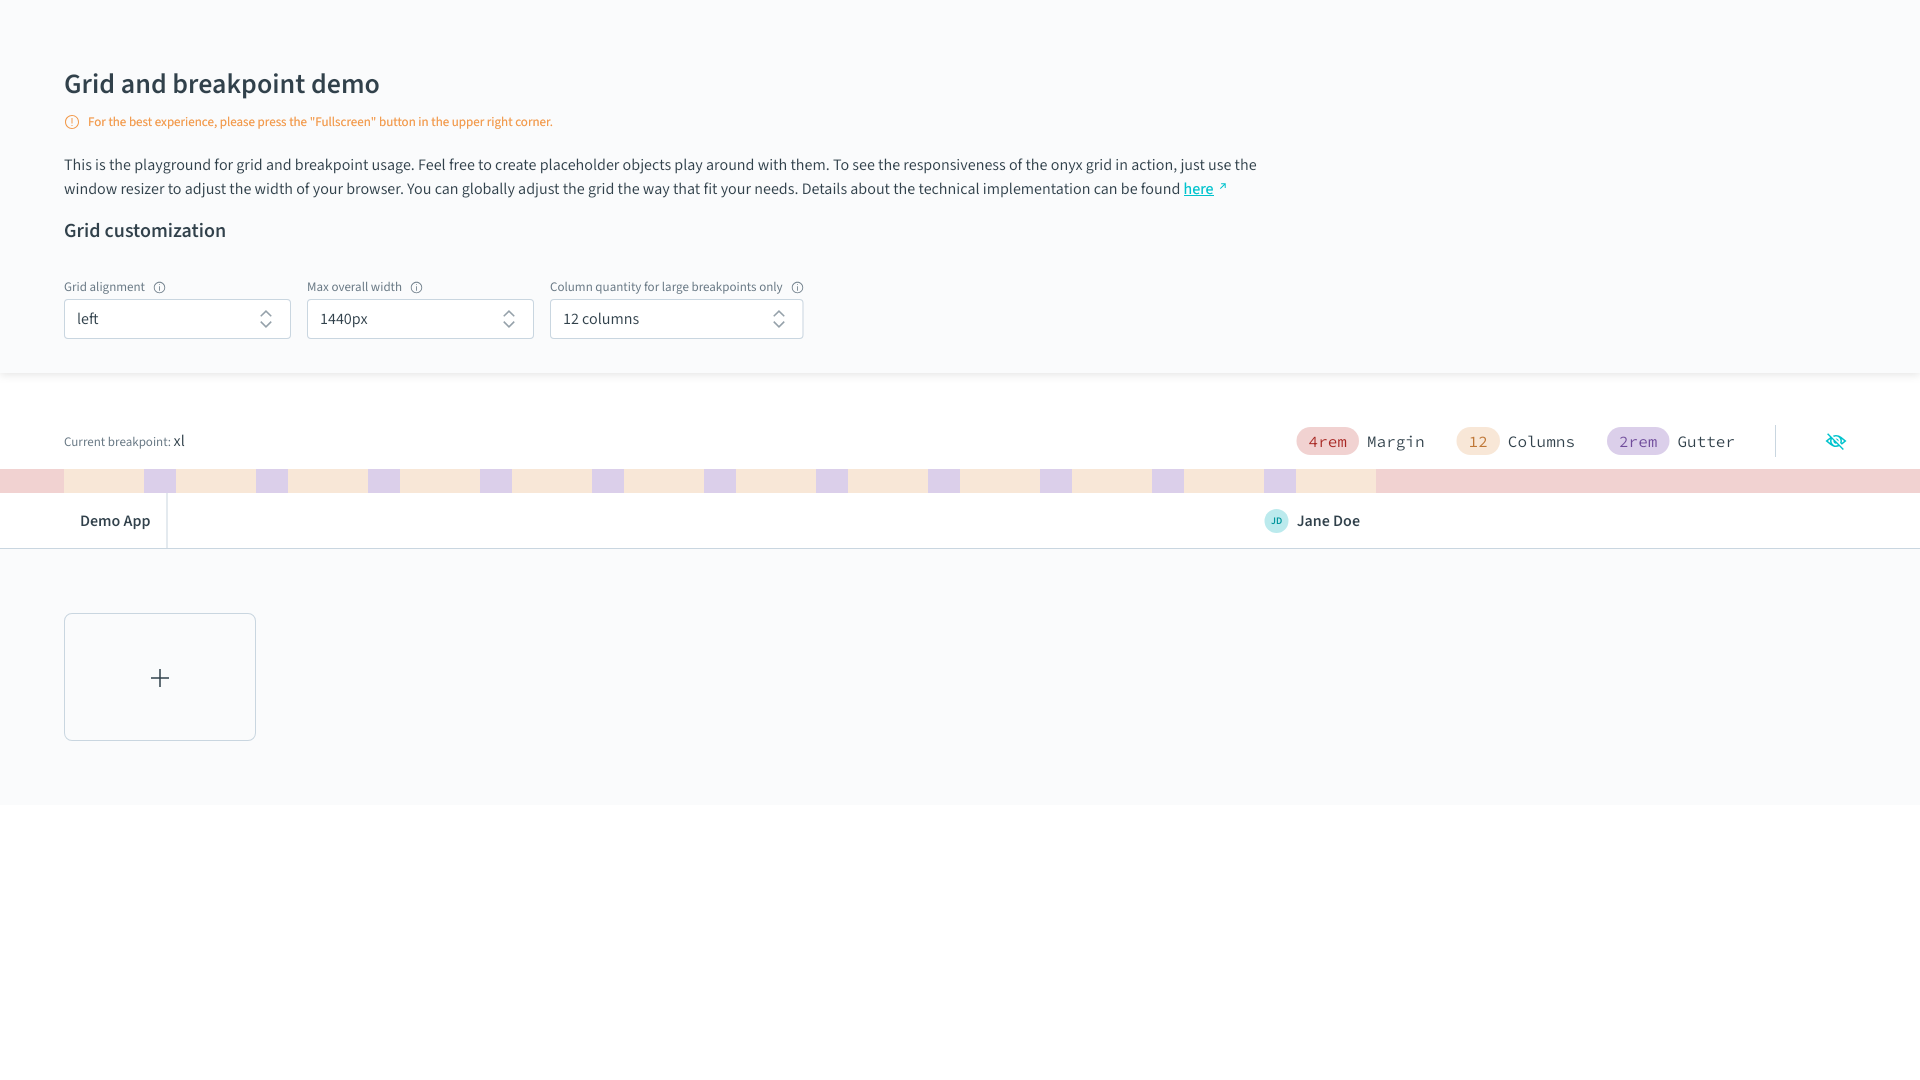 Grid and breakpoint demo
For the best experience, please press the "Fullscreen" button in the upper right corner.
This is the playground for grid and breakpoint usage. Feel free to create placeholder objects play around with them. To see the responsiveness of the onyx grid in action, just use the
window resizer to adjust the width of your browser. You can globally adjust the grid the way that fit your needs. Details about the technical implementation can be found here
Grid customization
Grid alignment Max overall width Column quantity for large breakpoints only
left 1440px 12 columns
Current breakpoint: xl 4rem Margin 12 Columns 2rem Gutter
Demo App JD Jane Doe